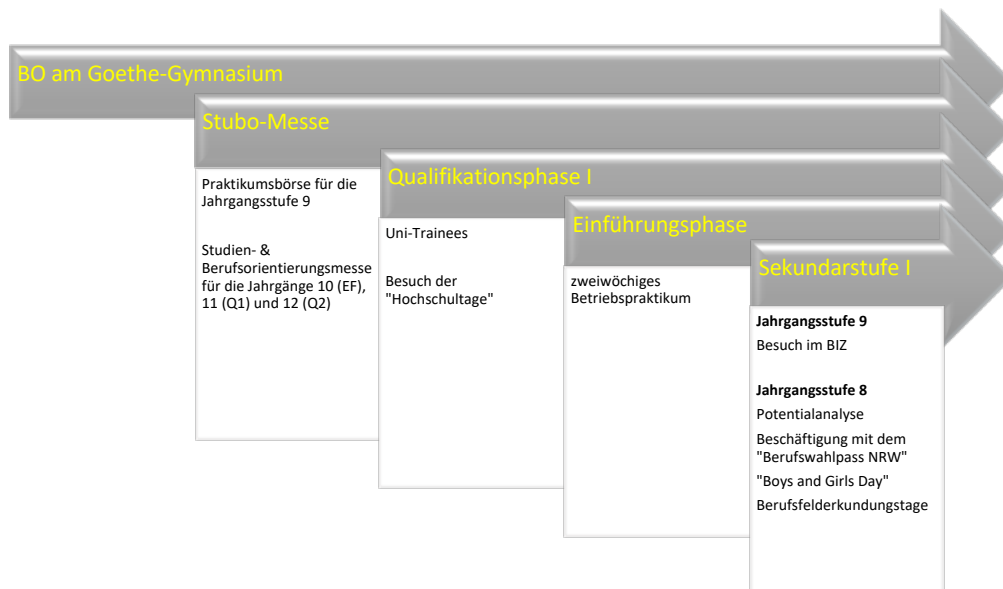 BO am Goethe-Gymnasium
Stubo-Messe
Praktikumsbörse für die
Jahrgangsstufe 9
Studien- &
Berufsorientierungsmesse
für die Jahrgänge 10 (EF),
11 (Q1) und 12 (Q2)
Qualifikationsphase I
Uni-Trainees
Besuch der
"Hochschultage"
Einführungsphase
zweiwöchiges
Betriebspraktikum
Sekundarstufe I
Jahrgangsstufe 9
Besuch im BIZ
Jahrgangsstufe 8
Potentialanalyse
Beschäftigung mit dem
"Berufswahlpass NRW"
"Boys and Girls Day"
Berufsfelderkundungstage